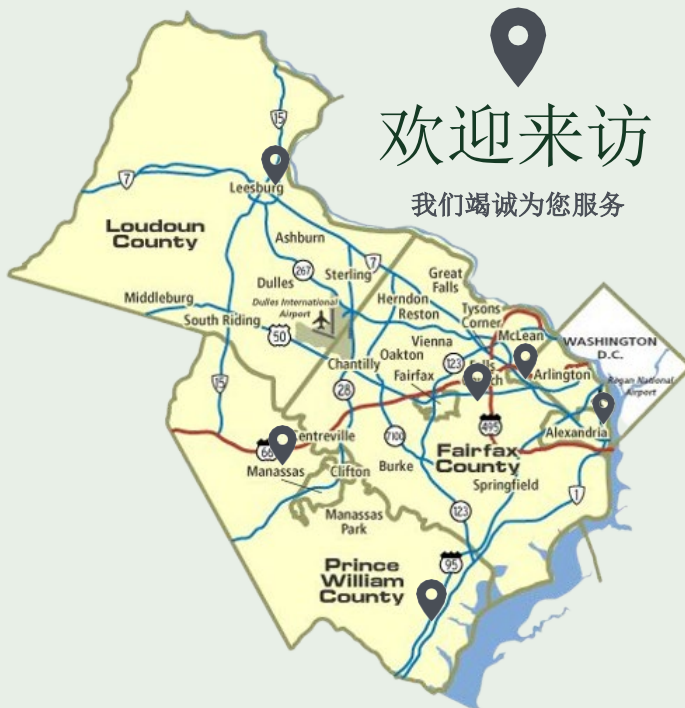 欢迎来访
我们竭诚为您服务
15
7
Leesburg
Loudoun
County
Ashburn
267
Sterling
7
Great
Falls
Dulles
Herndon
Middleburg
Dulles International
Airport
Reston
Tysons
Corner
South Riding
50
Vienna
McLean
WASHINGTON
D.C.
Oakton
Chantilly
123
Falls
Fairfax
Arlington
Regan National
Airport
15
28
495
Alexandria
Centreville
7100
66
Fairfax
County
Manassas
Clifton
Burke
Springfield
1
Manassas
Park
123
Prince
William
County
95